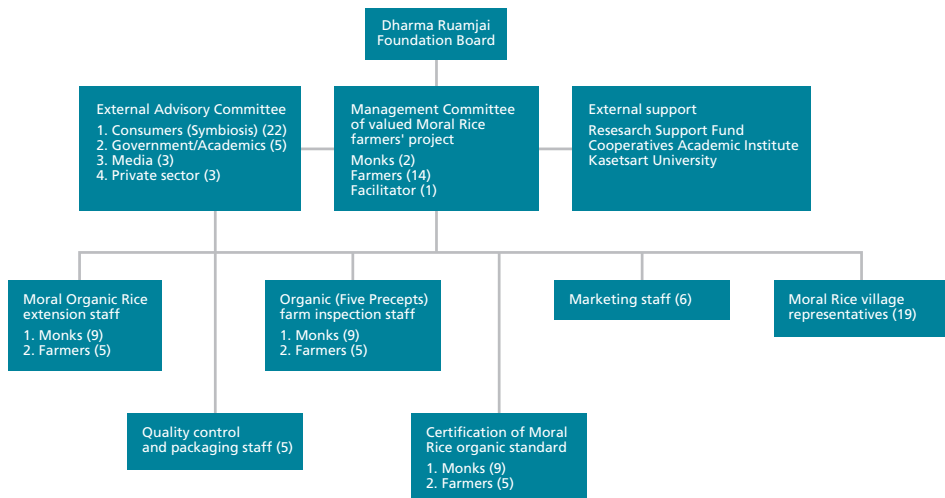 Dharma Ruamjai
Foundation Board
External Advisory Committee
1. Consumers (Symbiosis) (22)
2. Government/Academics (5)
3. Media (3)
4. Private sector (3)
Management Committee
of valued Moral Rice
farmers' project
Monks (2)
Farmers (14)
Facilitator (1)
External support
Resesarch Support Fund
Cooperatives Academic Institute
Kasetsart University
Moral Organic Rice
extension staff
1. Monks (9)
2. Farmers (5)
Organic (Five Precepts)
farm inspection staff
1. Monks (9)
2. Farmers (5)
Marketing staff (6)
Moral Rice village
representatives (19)
Quality control
and packaging staff (5)
Certification of Moral
Rice organic standard
1. Monks (9)
2. Farmers (5)